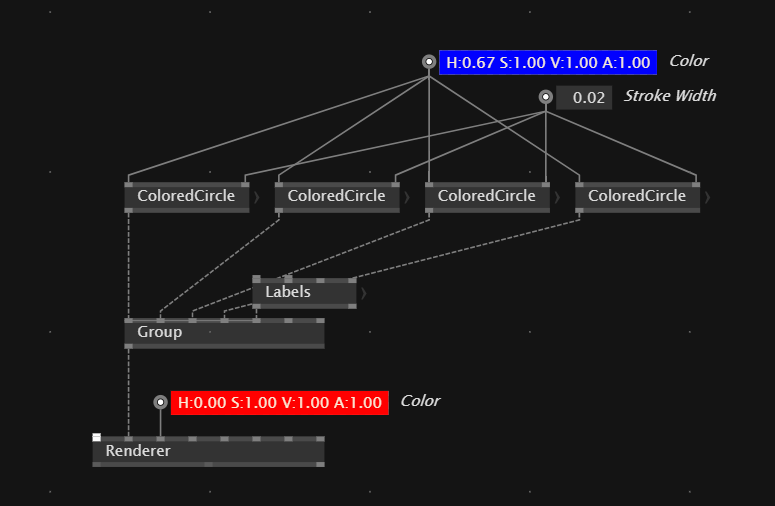 H:0.67 S:1.00 V:1.00 A:1.00 Color
0.02 Stroke Width
ColoredCircle ColoredCircle ColoredCircle ColoredCircle
Labels
Group
H:0.00 S:1.00 V:1.00 A:1.00 Color
Renderer